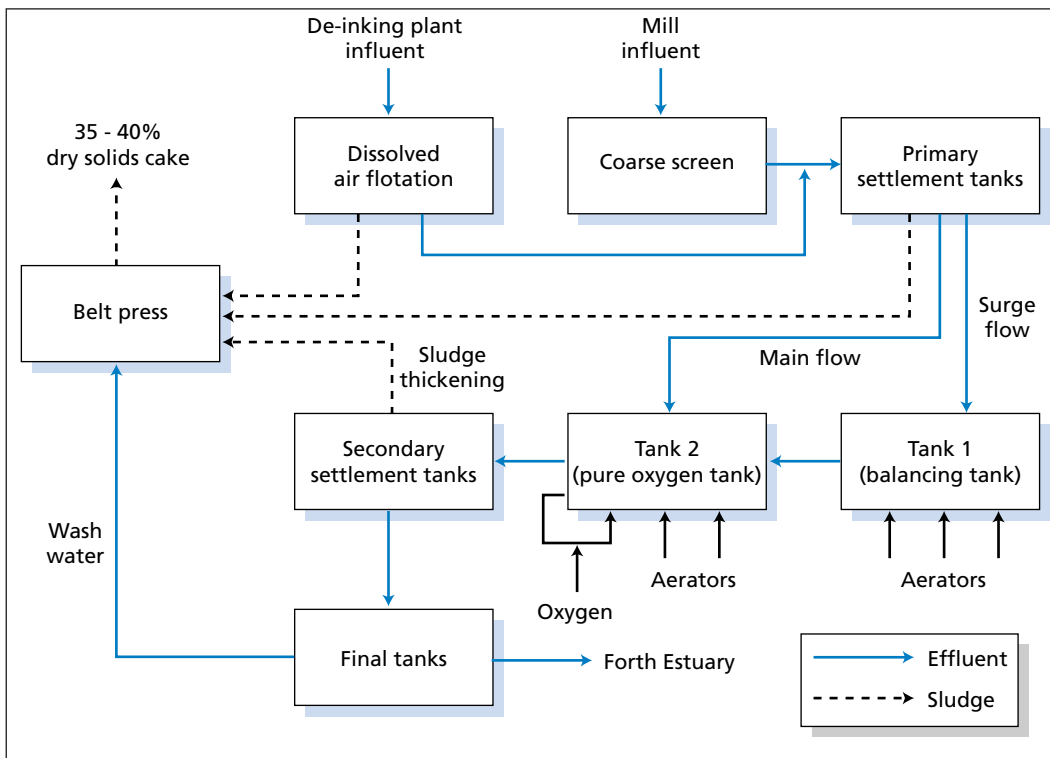 De-inking plant
influent
Mill
influent
35 - 40%
dry solids cake
Dissolved
air flotation
Coarse screen
Primary
settlement tanks
Belt press
Surge
flow
Main flow
Sludge
thickening
Secondary
settlement tanks
Tank 2
(pure oxygen tank)
Tank 1
(balancing tank)
Wash
water
Aerators
Aerators
Oxygen
Final tanks
Forth Estuary
Effluent
Sludge